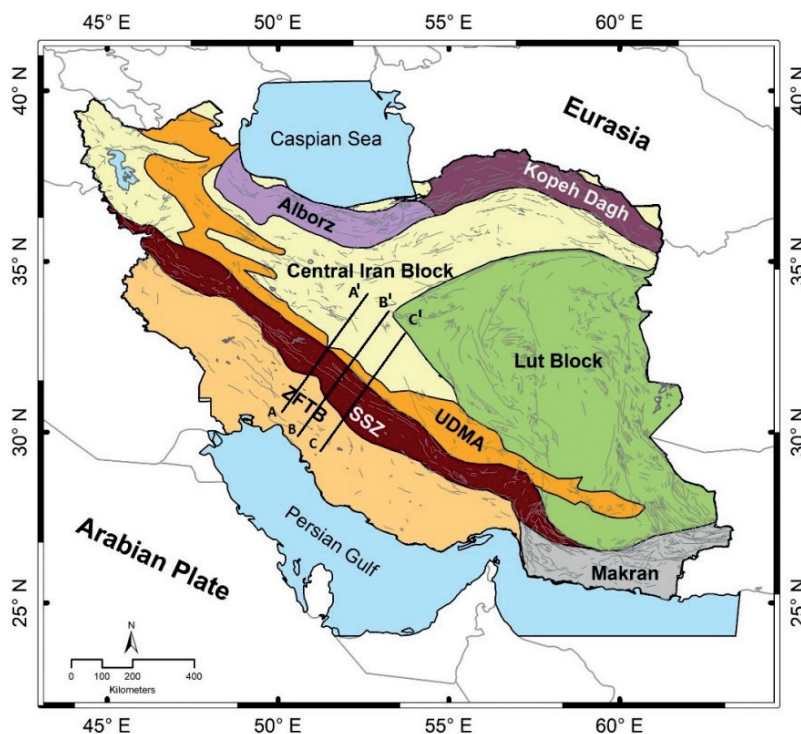 45° E 50° E 55° E 60° E
40° N
40° N
Eurasia
Caspian Sea
Kopeh Dagh
Alborz
35° N
35° N
Central Iran Block
A'
B'
C'
Lut Block
ZFTB
A
SSZ
UDMA
B
C
30° N
30° N
Persian Gulf
Arabian Plate
Makran
25° N
25° N
N
0 100 200 400
Kilometers
45° E 50° E 55° E 60° E